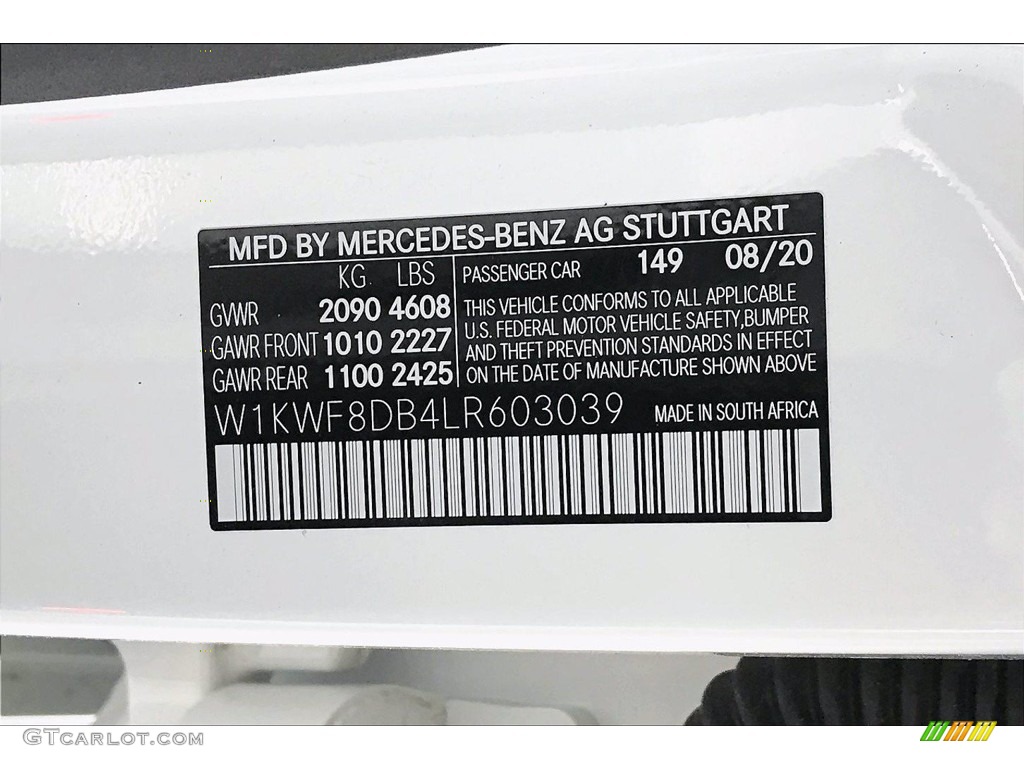 MFD BY MERCEDES-BENZ AG STUTTGART
KG LBS
GVWR 2090 4608
GAWR FRONT 1010 2227
GAWR REAR 1100 2425
PASSENGER CAR 149 08/20
THIS VEHICLE CONFORMS TO ALL APPLICABLE
U.S. FEDERAL MOTOR VEHICLE SAFETY,BUMPER
AND THEFT PREVENTION STANDARDS IN EFFECT
ON THE DATE OF MANUFACTURE SHOWN ABOVE
W1KWF8DB4LR603039 MADE IN SOUTH AFRICA
GTCarLot.com